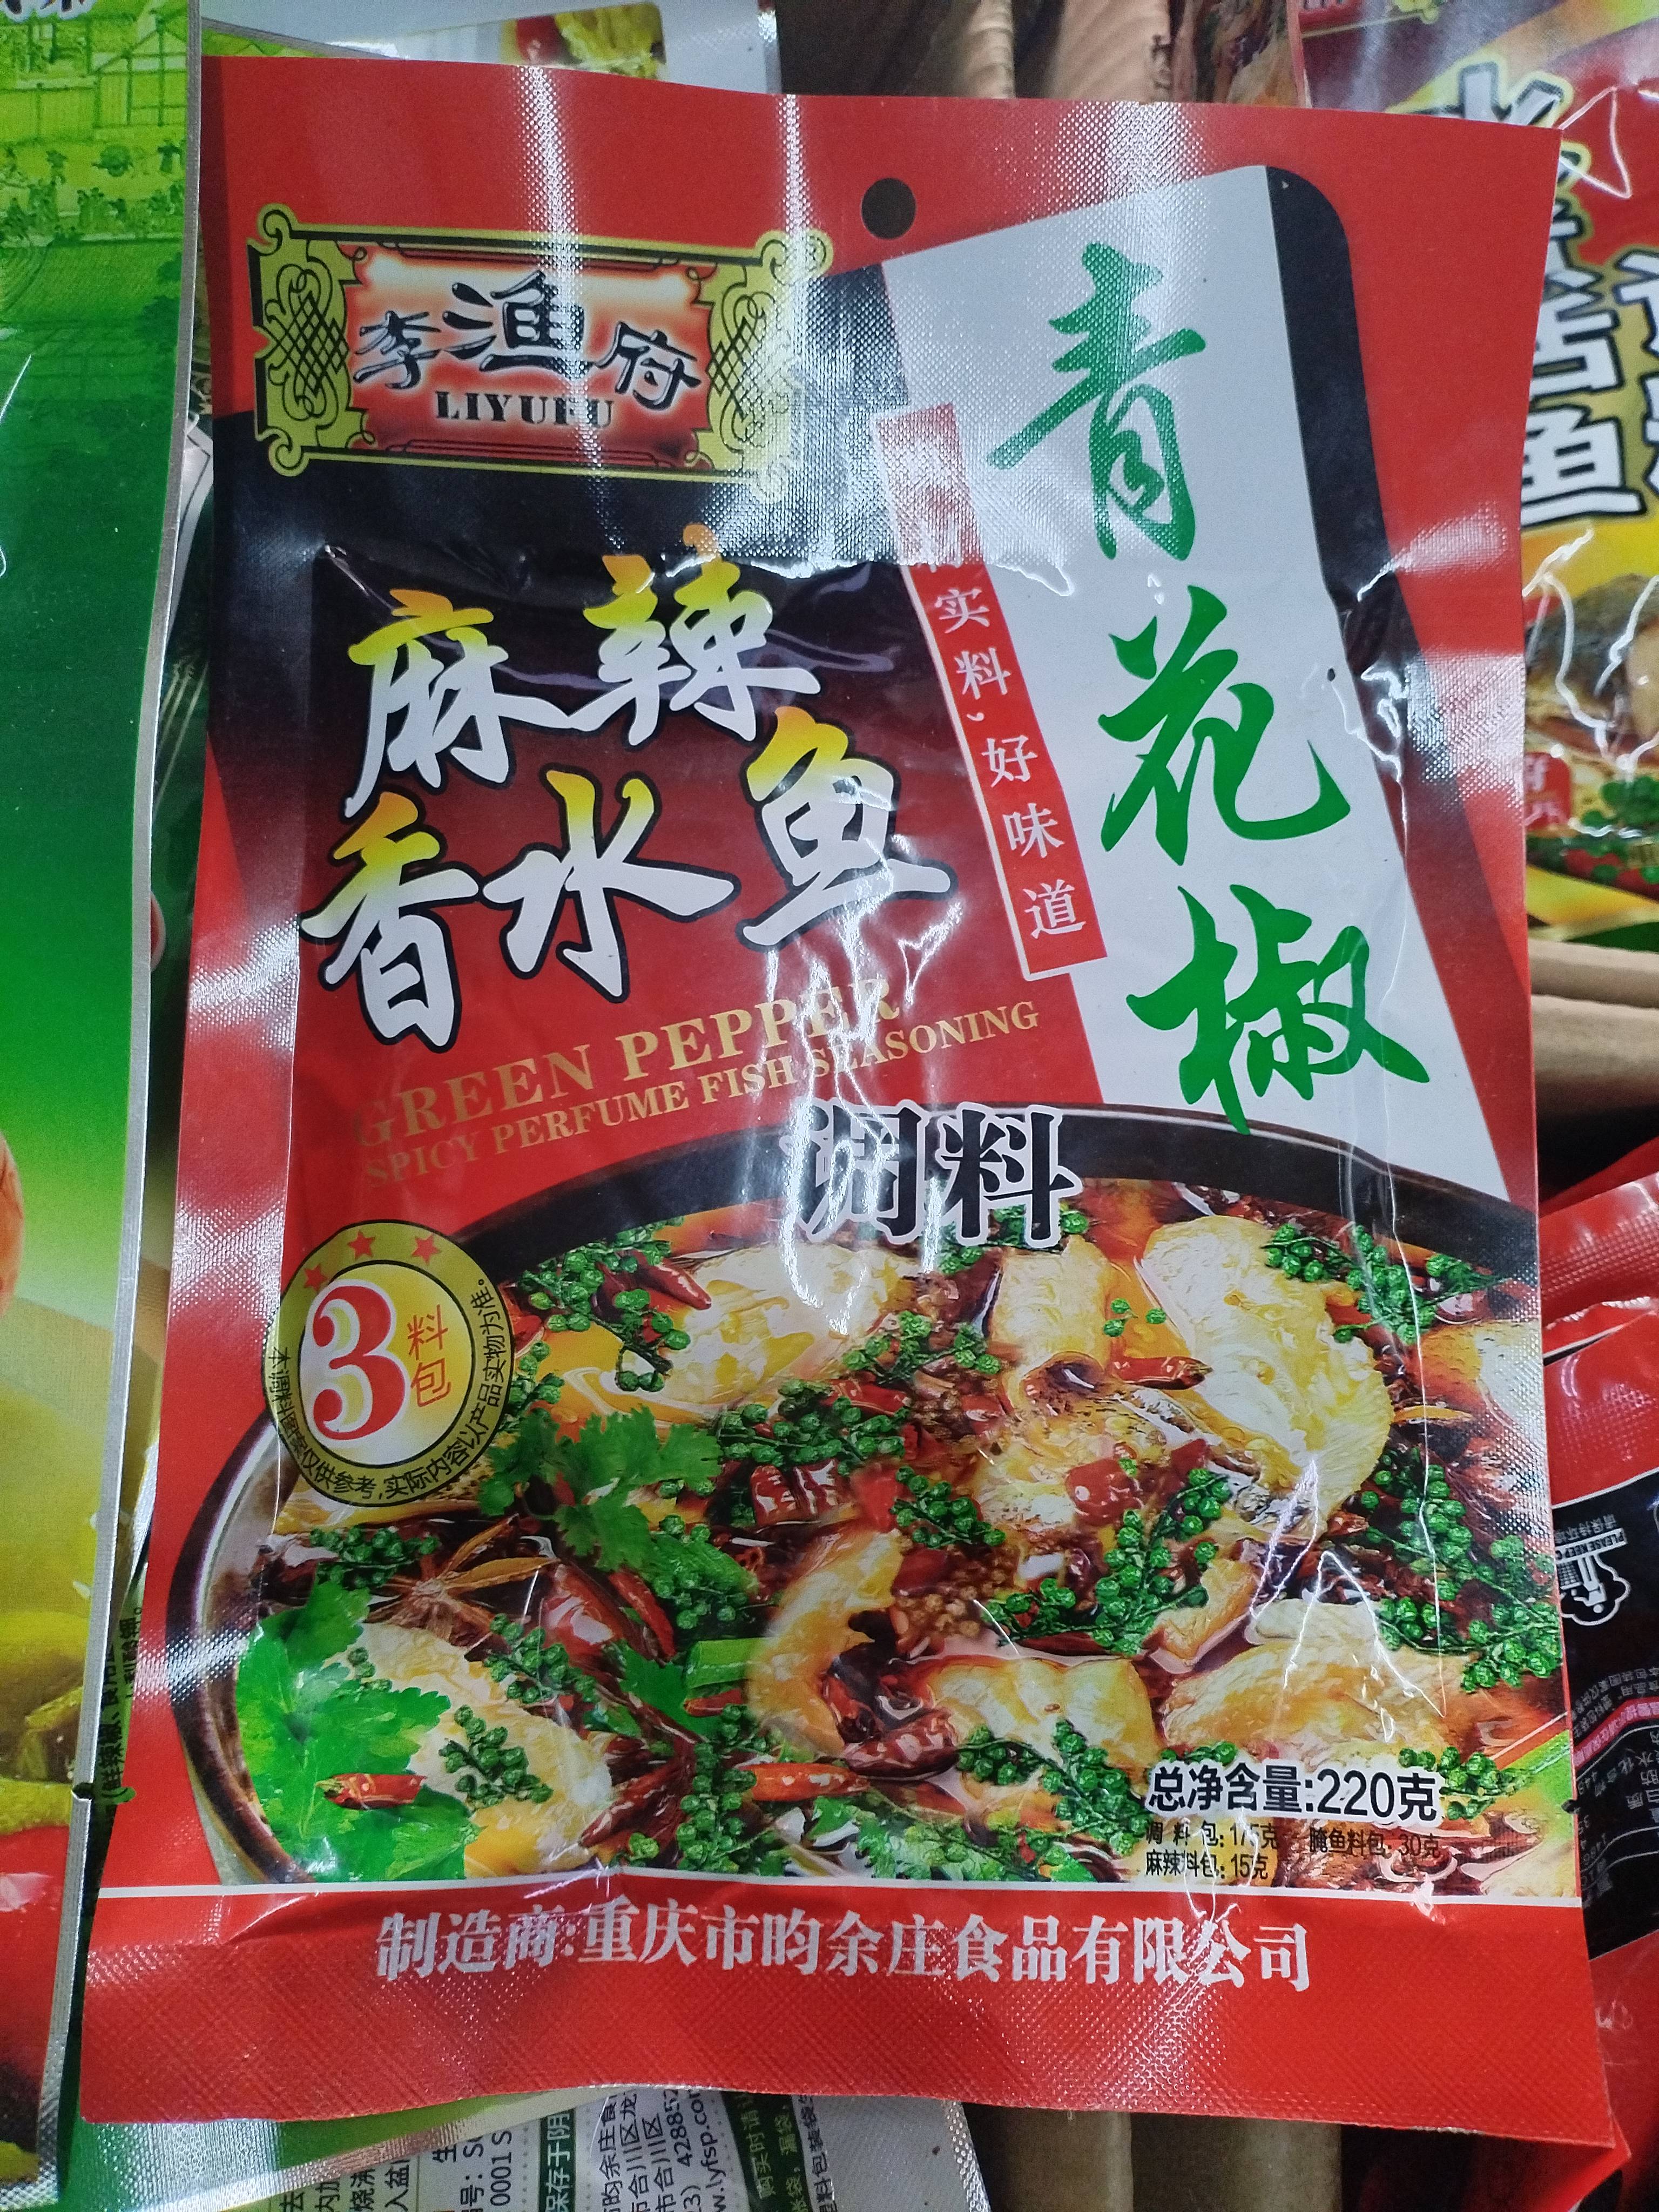 李渔府
LIYUFU
青花椒
实料,好味道
麻辣
香水鱼
GREEN PEPPER
SPICY PERFUME FISH SEASONING
调料
3料包
本调料图案仅供参考,实际内容以产品实物为准。
总净含量:220克
调料包:175克 腌鱼料包:30克
麻辣料包:15克
制造商:重庆市昀余庄食品有限公司